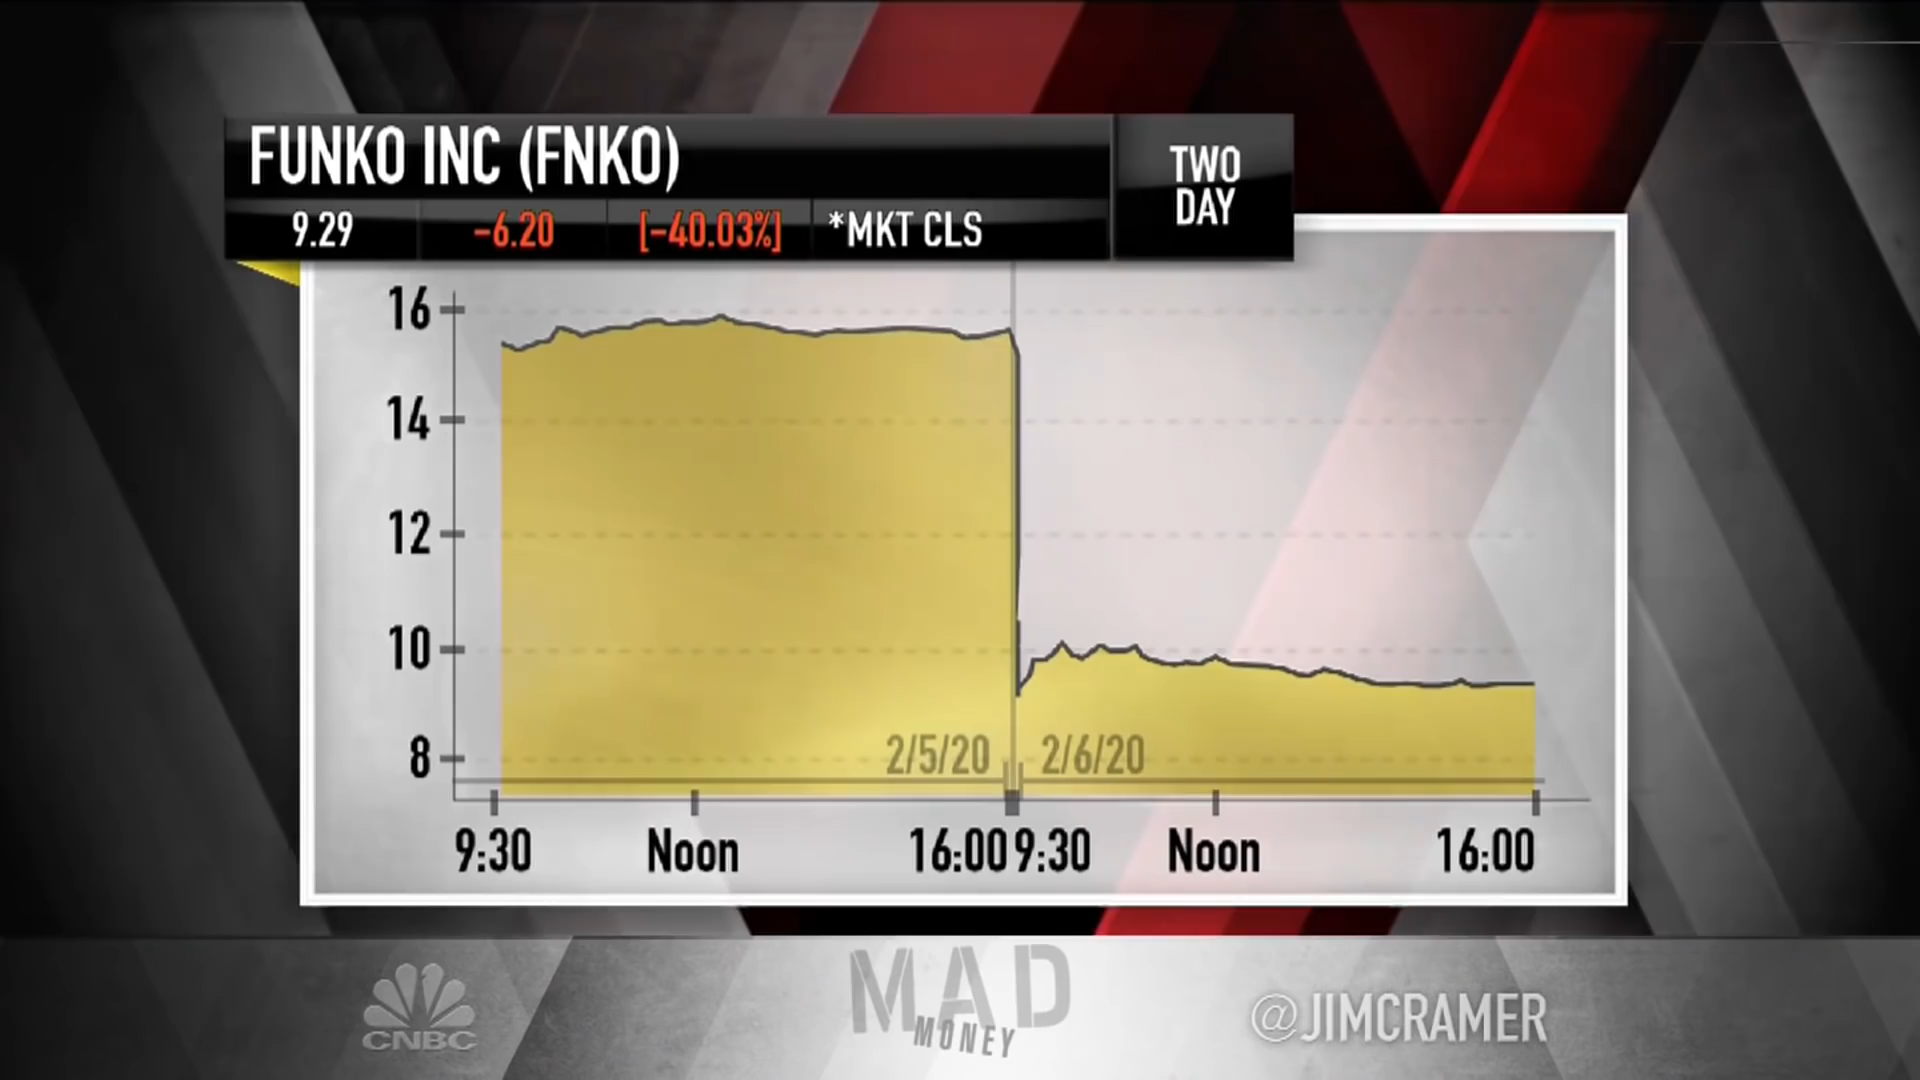 FUNKO INC (FNKO)
TWO
DAY
9.29 -6.20 [-40.03%] *MKT CLS
16
14
12
10
8
2/5/20 2/6/20
9:30 Noon 16:00 9:30 Noon 16:00
CNBC
MAD
MONEY
@JIMCRAMER